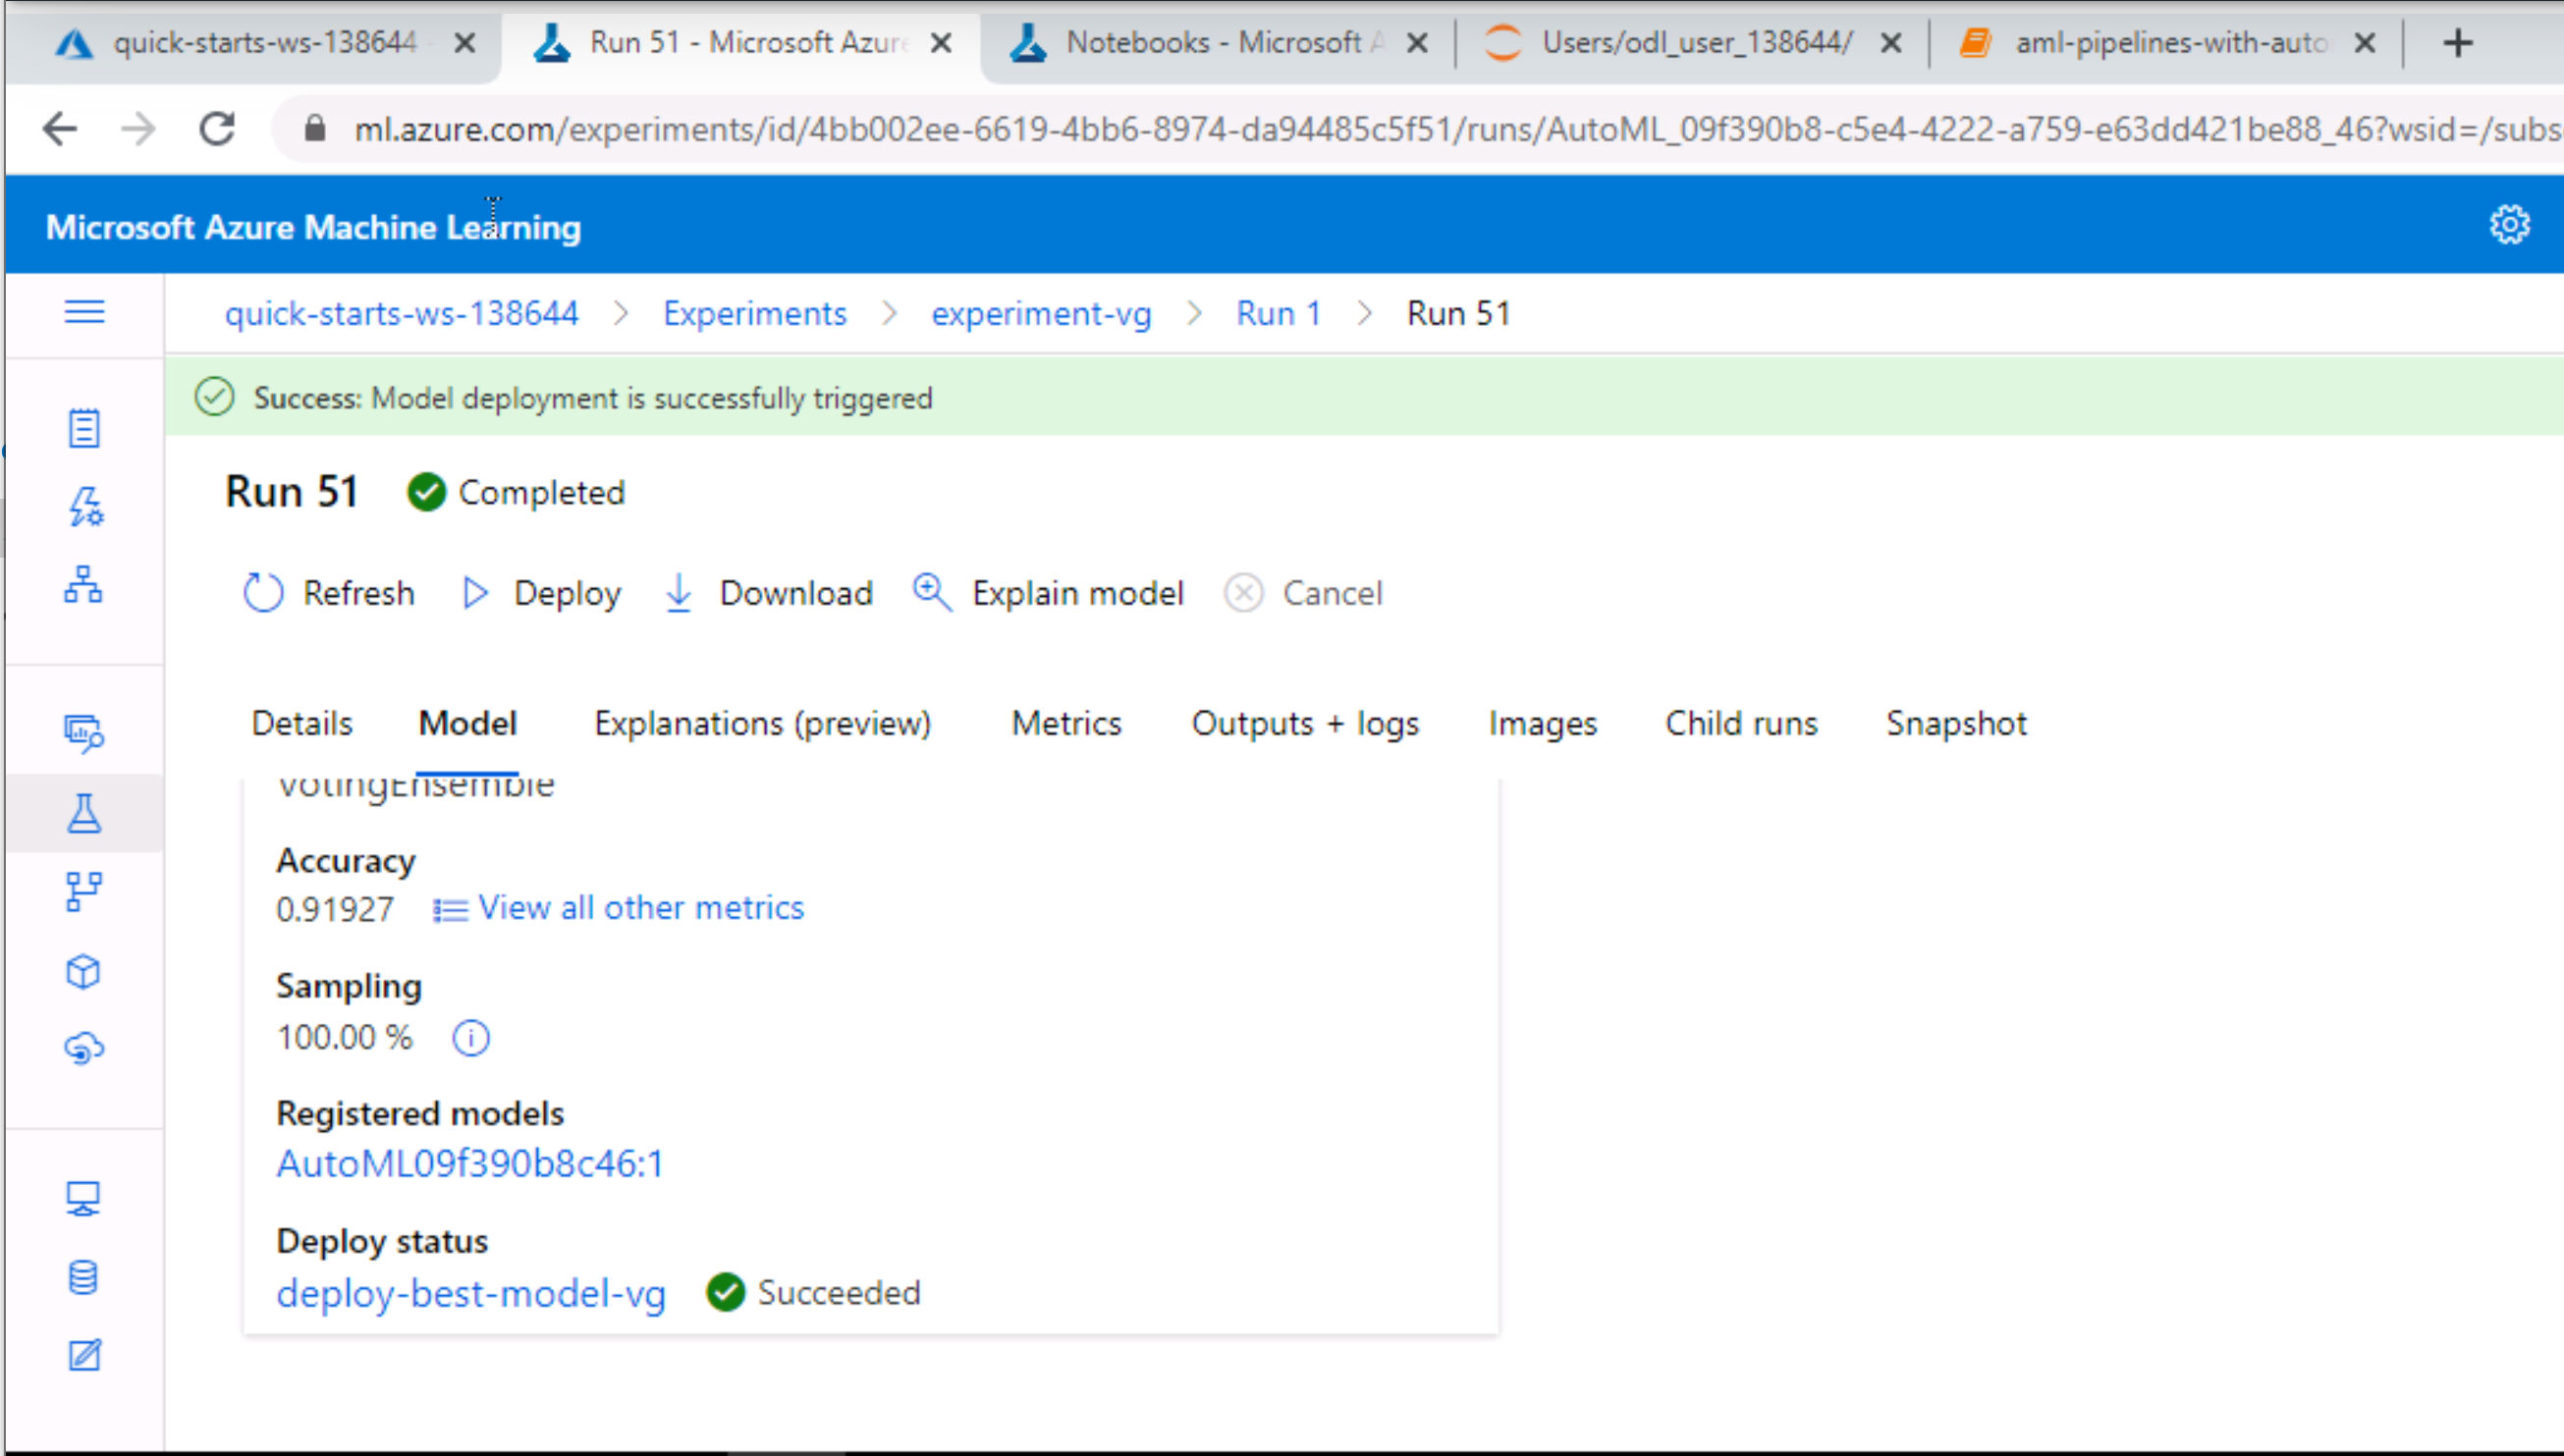 quick-starts-ws-138644 -
Run 51 - Microsoft Azure
Notebooks - Microsoft A
Users/odl_user_138644/
aml-pipelines-with-auto
ml.azure.com/experiments/id/4bb002ee-6619-4bb6-8974-da94485c5f51/runs/AutoML_09f390b8-c5e4-4222-a759-e63dd421be88_46?wsid=/subs
Microsoft Azure Machine Learning
quick-starts-ws-138644 > Experiments > experiment-vg > Run 1 > Run 51
Success: Model deployment is successfully triggered
Run 51 Completed
Refresh Deploy Download Explain model Cancel
Details Model Explanations (preview) Metrics Outputs + logs Images Child runs Snapshot
VotingEnsemble
Accuracy
0.91927 View all other metrics
Sampling
100.00 %
Registered models
AutoML09f390b8c46:1
Deploy status
deploy-best-model-vg Succeeded